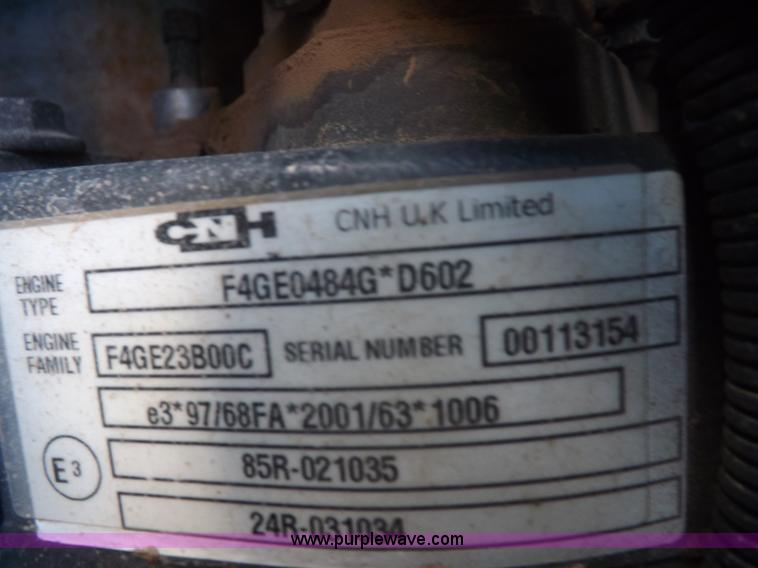 CNH CNH U.K Limited
ENGINE TYPE F4GE0484G*D602
ENGINE FAMILY F4GE23B00C SERIAL NUMBER 00113154
e3*97/68FA*2001/63*1006
E3 85R-021035
24R-031034
www.purplewave.com